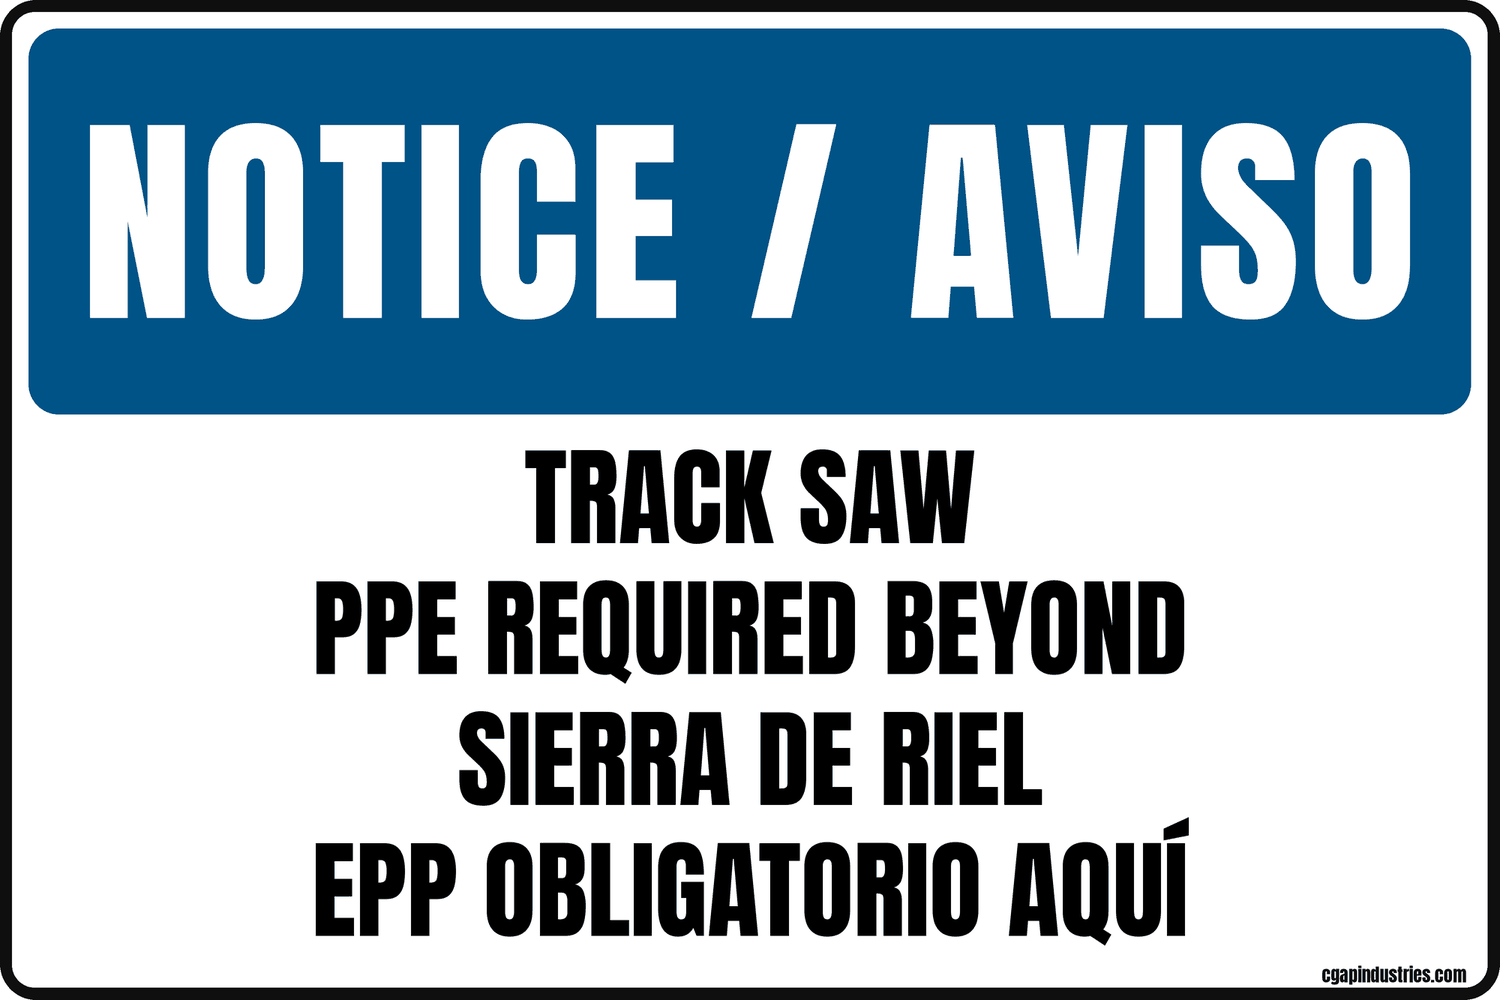 NOTICE / AVISO
TRACK SAW
PPE REQUIRED BEYOND
SIERRA DE RIEL
EPP OBLIGATORIO AQUÍ
cgapindustries.com